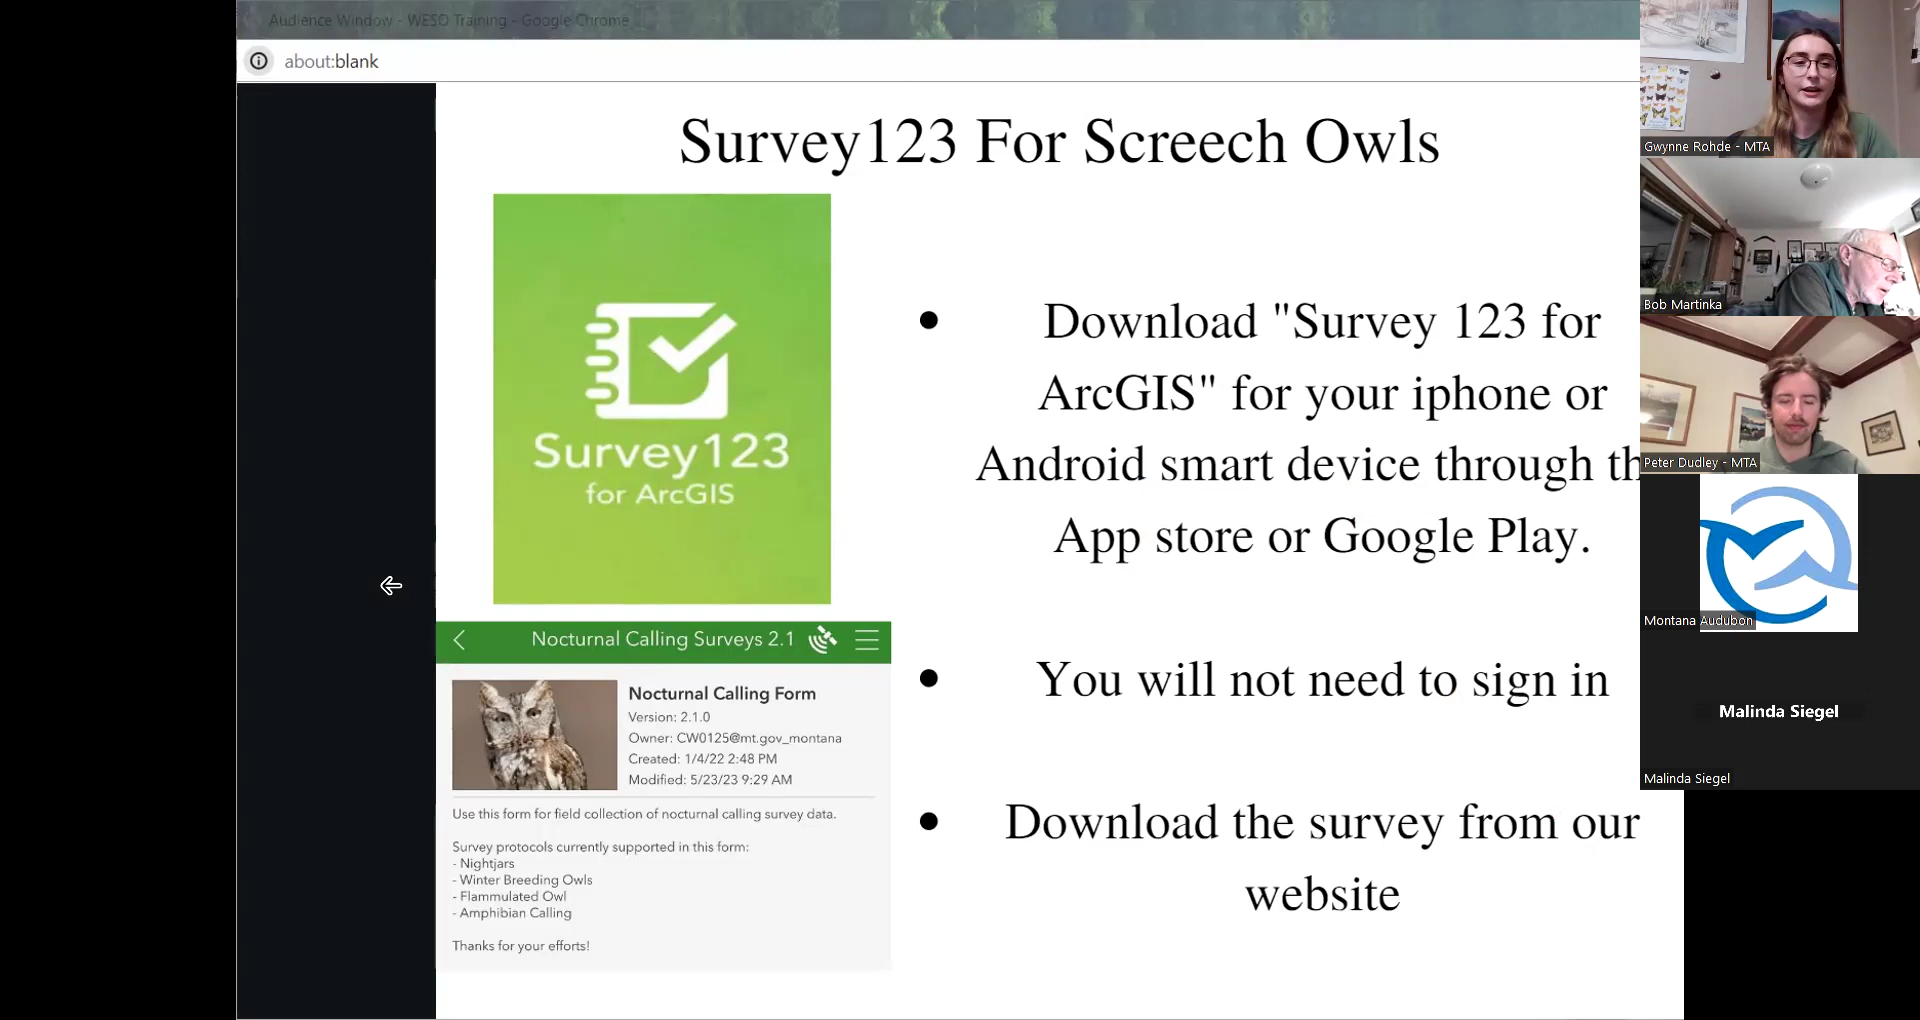 Audience Window - WESO Training - Google Chrome
about:blank
Survey123 For Screech Owls
Survey123
for ArcGIS
Download "Survey 123 for
ArcGIS" for your iphone or
Android smart device through th
App store or Google Play.
You will not need to sign in
Download the survey from our
website
Nocturnal Calling Surveys 2.1
Nocturnal Calling Form
Version: 2.1.0
Owner: CW0125@mt.gov_montana
Created: 1/4/22 2:48 PM
Modified: 5/23/23 9:29 AM
Use this form for field collection of nocturnal calling survey data.
Survey protocols currently supported in this form:
- Nightjars
- Winter Breeding Owls
- Flammulated Owl
- Amphibian Calling
Thanks for your efforts!
Gwynne Rohde - MTA
Bob Martinka
Peter Dudley - MTA
Montana Audubon
Malinda Siegel
Malinda Siegel